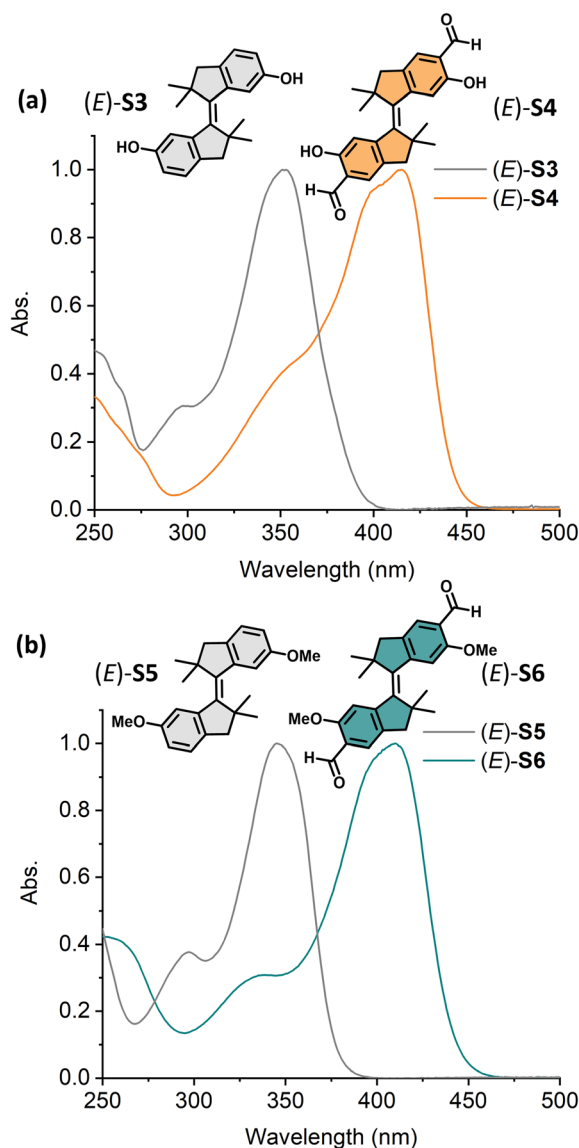 (a)
(E)-S3
OH
HO
O
H
OH
HO
H
O
(E)-S4
(E)-S3
(E)-S4
Abs.
1.0
0.8
0.6
0.4
0.2
0.0
250 300 350 400 450 500
Wavelength (nm)
(b)
(E)-S5
OMe
MeO
O
H
OMe
MeO
H
O
(E)-S6
(E)-S5
(E)-S6
Abs.
1.0
0.8
0.6
0.4
0.2
0.0
250 300 350 400 450 500
Wavelength (nm)